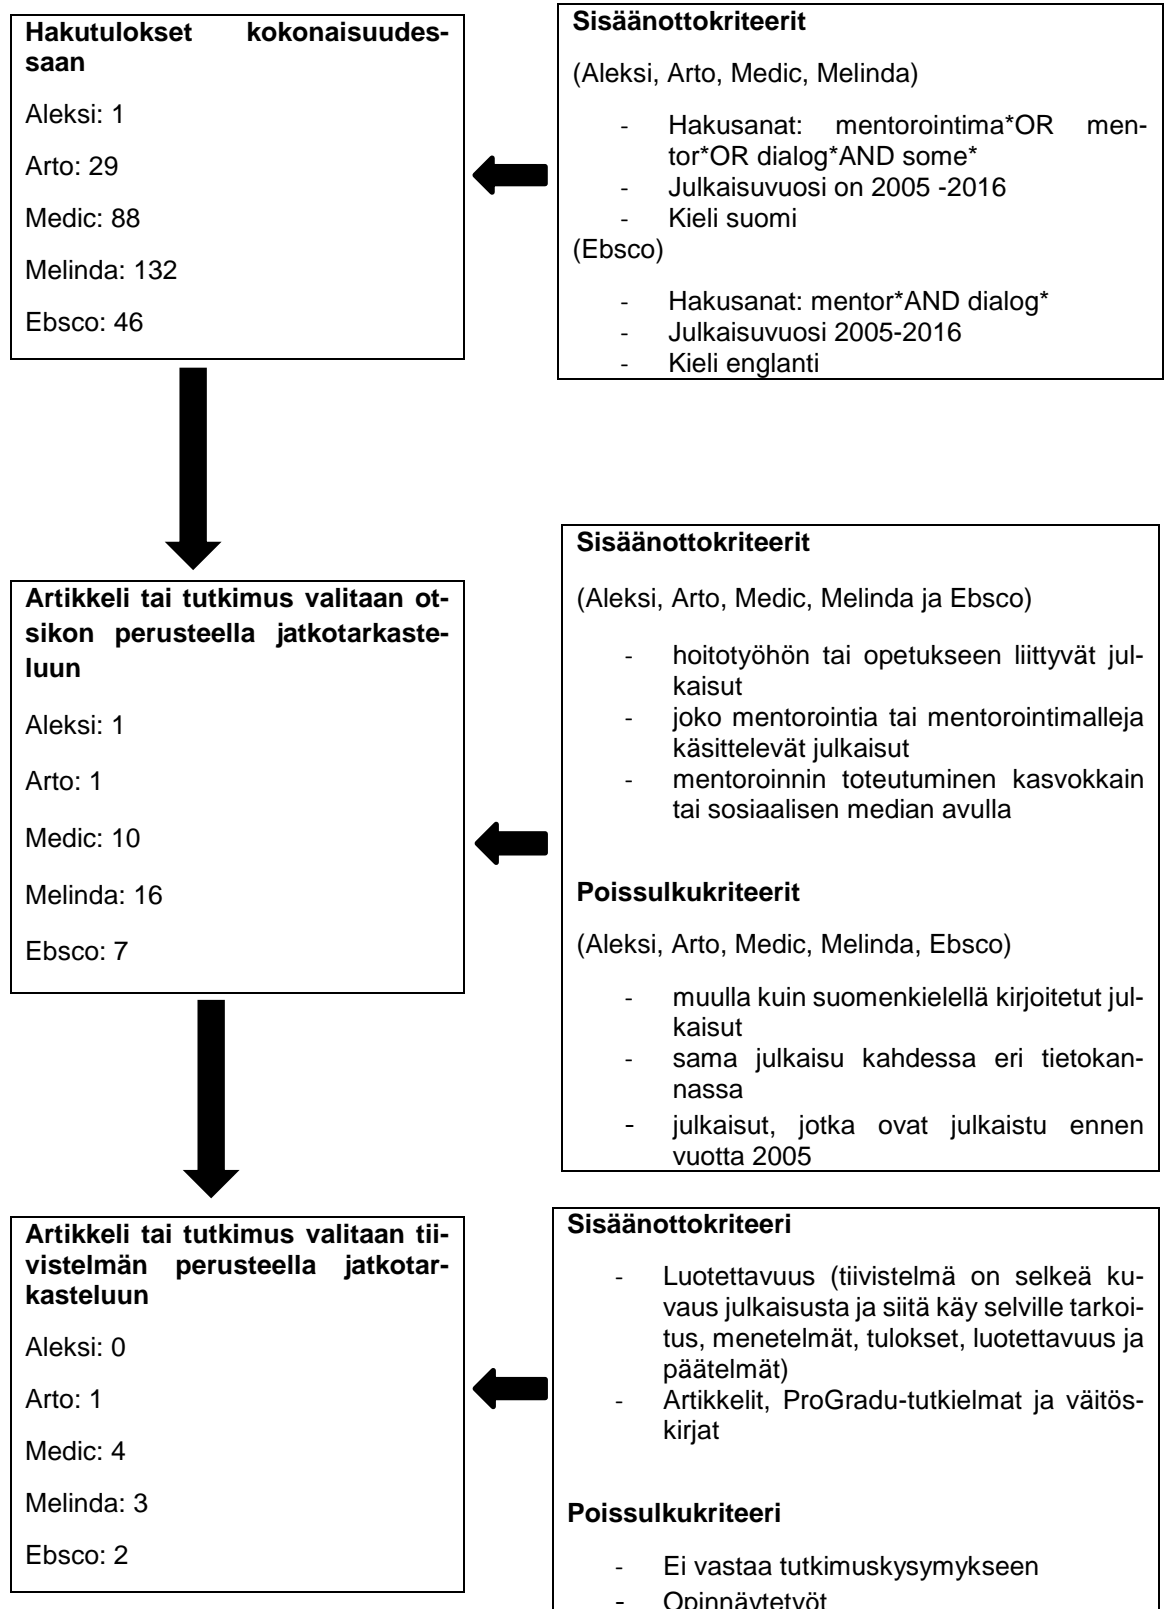 Hakutulokset kokonaisuudes-
saan
Aleksi: 1
Arto: 29
Medic: 88
Melinda: 132
Ebsco: 46
Sisäänottokriteerit
(Aleksi, Arto, Medic, Melinda)
- Hakusanat: mentorointima*OR men-
tor*OR dialog*AND some*
- Julkaisuvuosi on 2005 -2016
- Kieli suomi
(Ebsco)
- Hakusanat: mentor*AND dialog*
- Julkaisuvuosi 2005-2016
- Kieli englanti
Artikkeli tai tutkimus valitaan ot-
sikon perusteella jatkotarkaste-
luun
Aleksi: 1
Arto: 1
Medic: 10
Melinda: 16
Ebsco: 7
Sisäänottokriteerit
(Aleksi, Arto, Medic, Melinda ja Ebsco)
- hoitotyöhön tai opetukseen liittyvät jul-
kaisut
- joko mentorointia tai mentorointimalleja
käsittelevät julkaisut
- mentoroinnin toteutuminen kasvokkain
tai sosiaalisen median avulla
Poissulkukriteerit
(Aleksi, Arto, Medic, Melinda, Ebsco)
- muulla kuin suomenkielellä kirjoitetut jul-
kaisut
- sama julkaisu kahdessa eri tietokan-
nassa
- julkaisut, jotka ovat julkaistu ennen
vuotta 2005
Artikkeli tai tutkimus valitaan tii-
vistelmän perusteella jatkotar-
kasteluun
Aleksi: 0
Arto: 1
Medic: 4
Melinda: 3
Ebsco: 2
Sisäänottokriteeri
- Luotettavuus (tiivistelmä on selkeä ku-
vaus julkaisusta ja siitä käy selville tarkoi-
tus, menetelmät, tulokset, luotettavuus ja
päätelmät)
- Artikkelit, ProGradu-tutkielmat ja väitös-
kirjat
Poissulkukriteeri
- Ei vastaa tutkimuskysymykseen
- Opinnäytetyöt